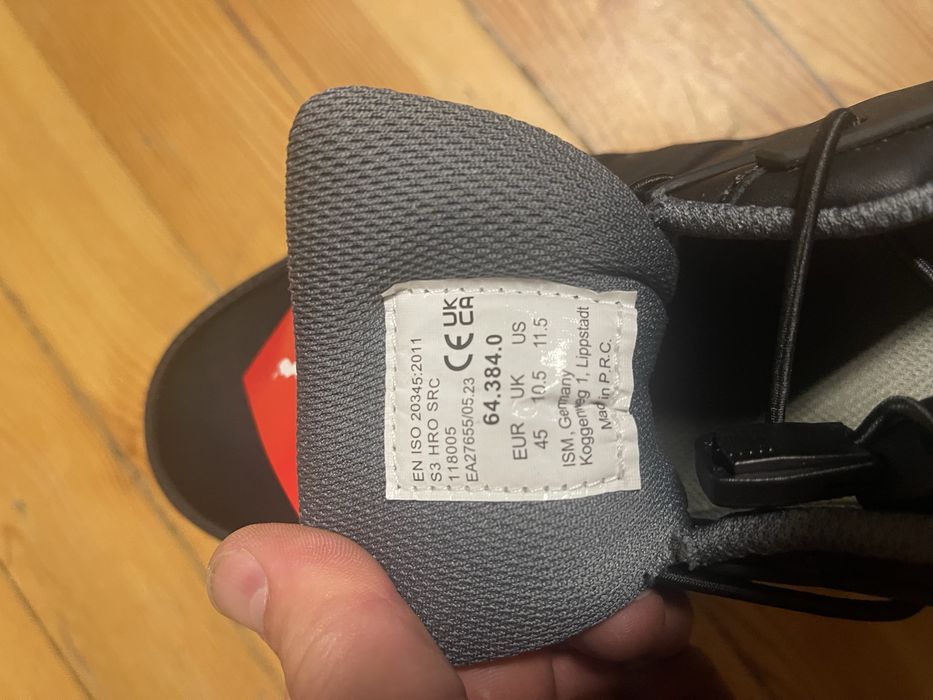 EN ISO 20345:2011
S3 HRO SRC
118005
EA27655/05.23
CE UK CA
64.384.0
EUR UK US
45 10.5 11.5
ISM, Germany
Koggenweg 1, Lippstadt
Made in P.R.C.